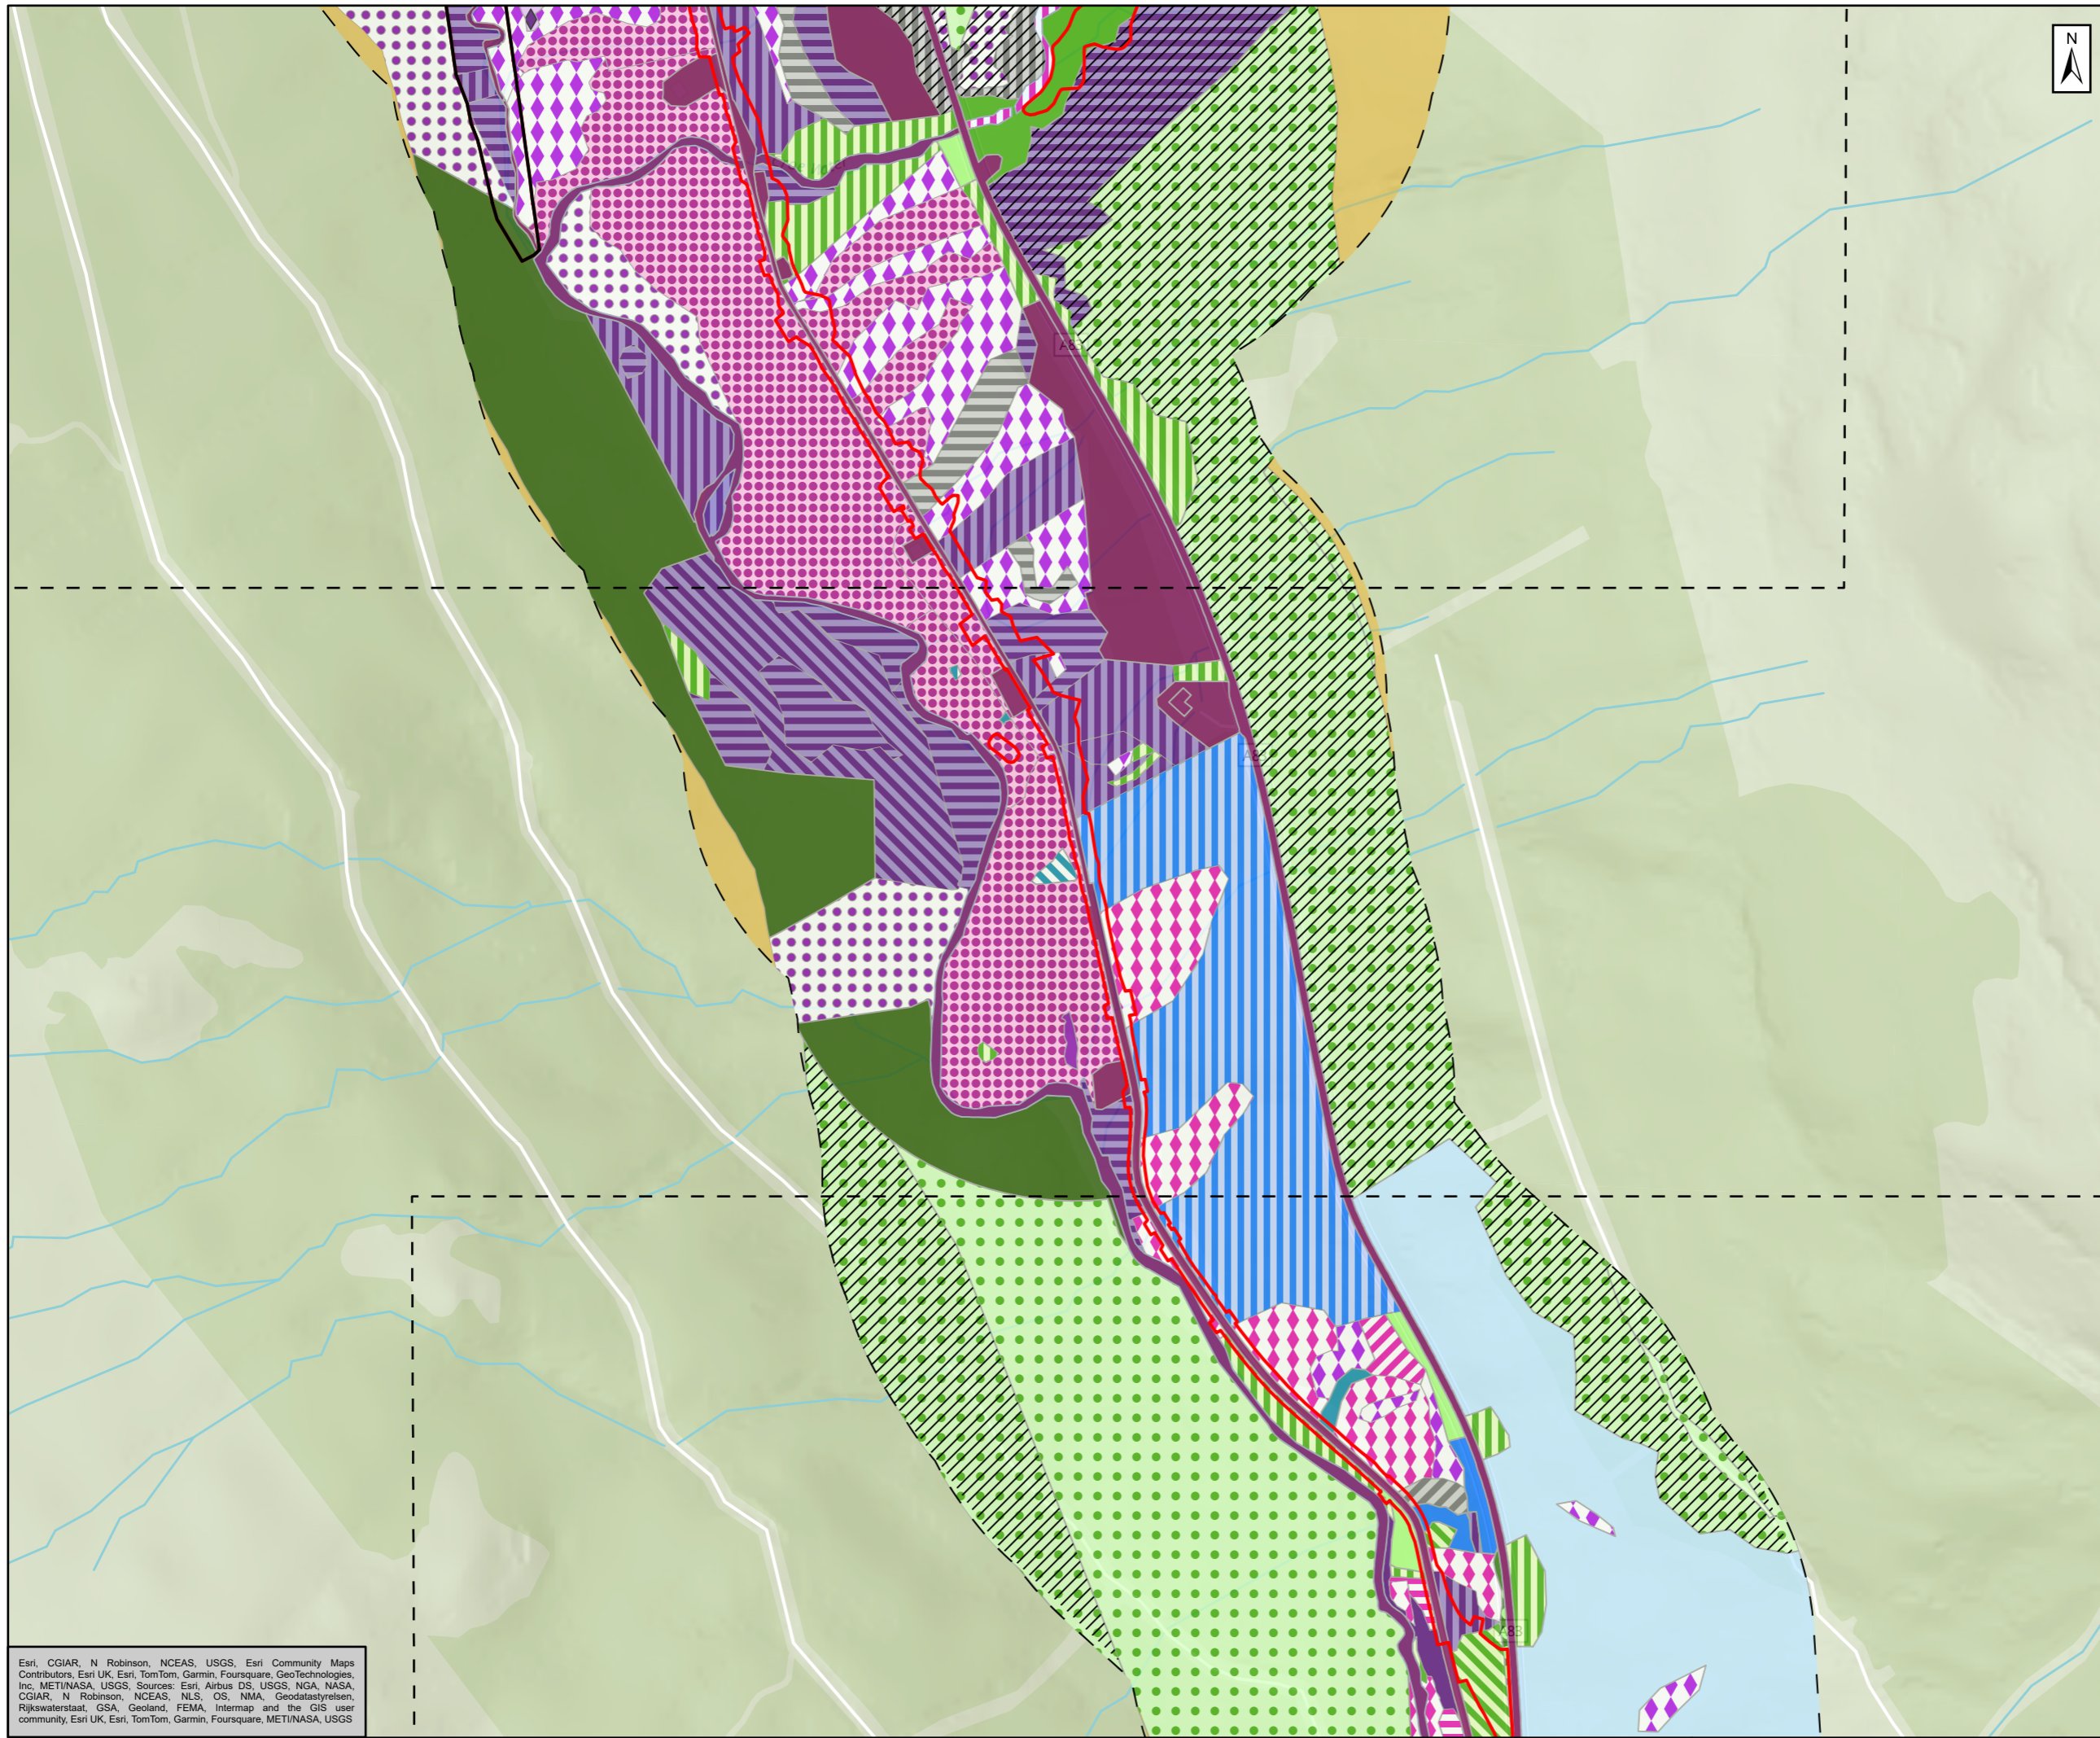 N
A83
A83
Esri, CGIAR, N Robinson, NCEAS, USGS, Esri Community Maps
Contributors, Esri UK, Esri, TomTom, Garmin, Foursquare, GeoTechnologies,
Inc, METI/NASA, USGS, Sources: Esri, Airbus DS, USGS, NGA, NASA,
CGIAR, N Robinson, NCEAS, NLS, OS, NMA, Geodatastyrelsen,
Rijkswaterstaat, GSA, Geoland, FEMA, Intermap and the GIS user
community, Esri UK, Esri, TomTom, Garmin, Foursquare, METI/NASA, USGS